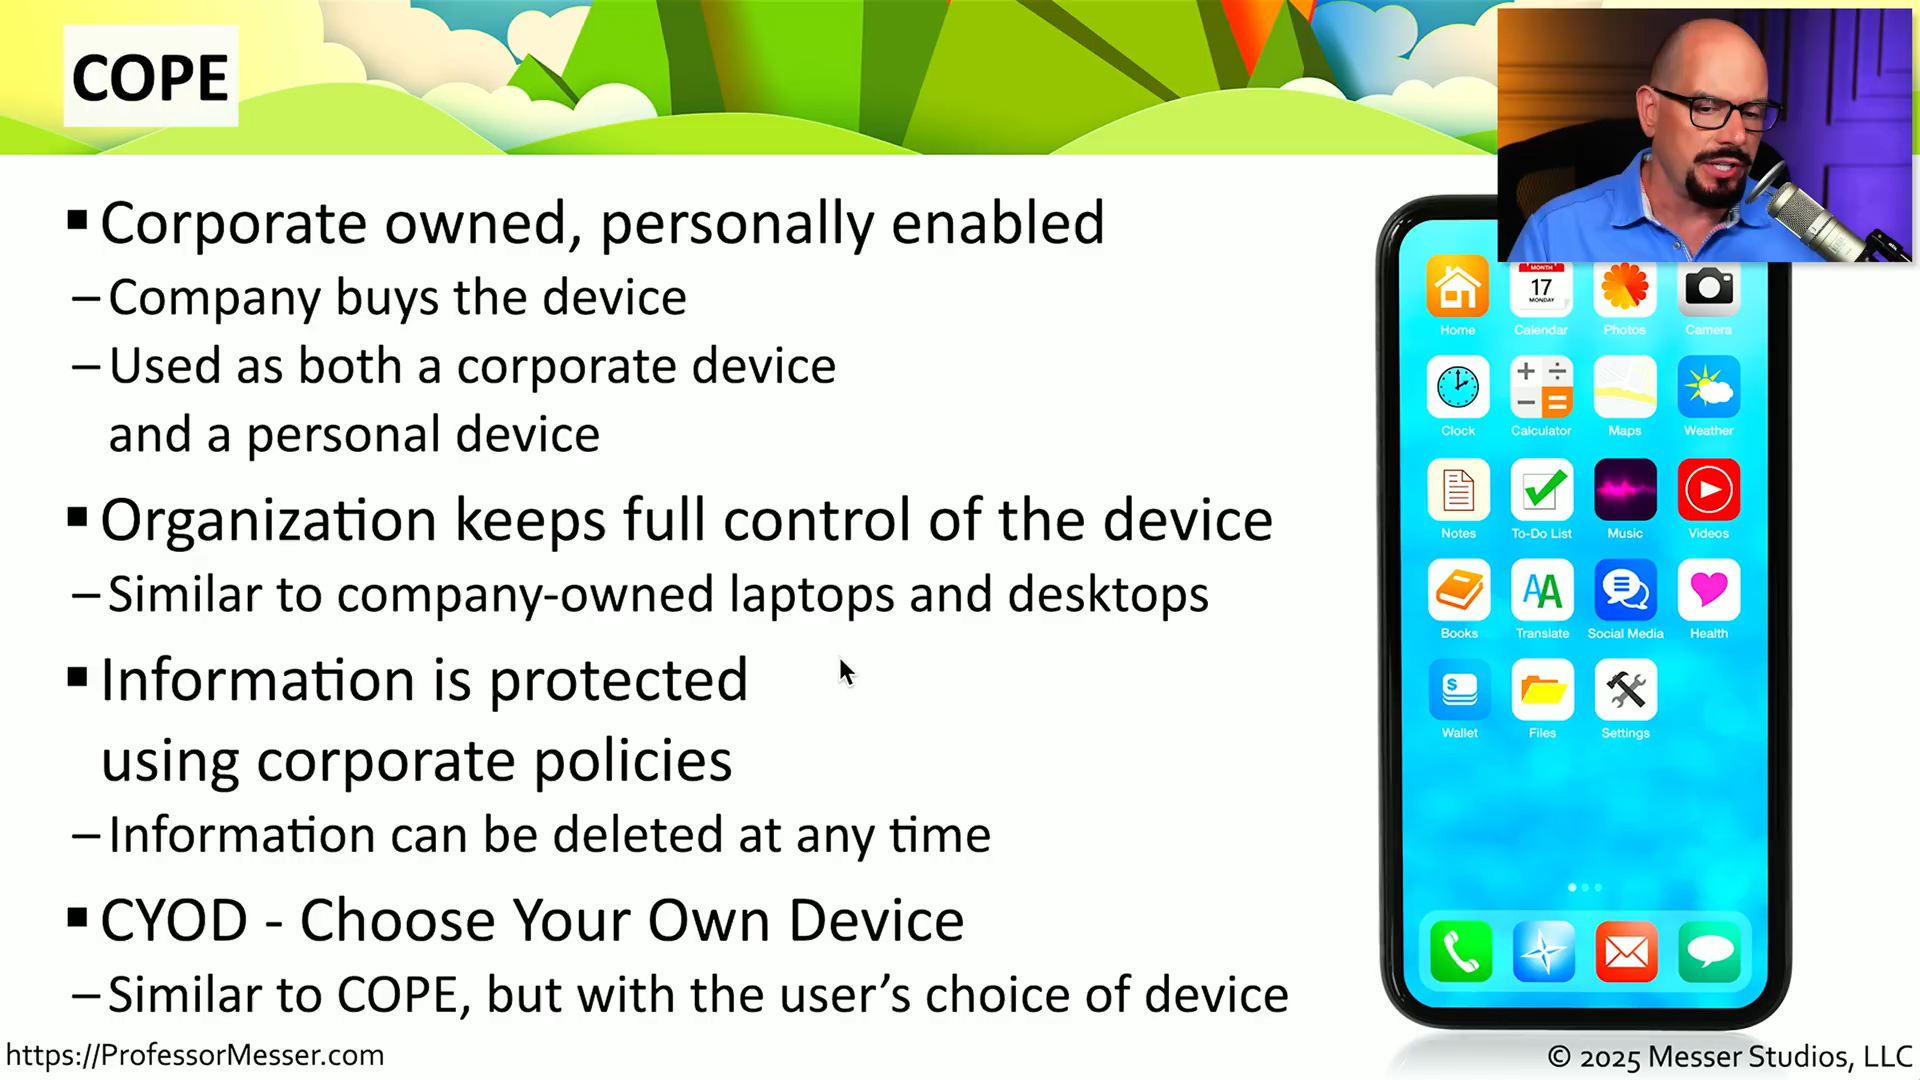 COPE
▪ Corporate owned, personally enabled
– Company buys the device
– Used as both a corporate device
and a personal device
▪ Organization keeps full control of the device
– Similar to company-owned laptops and desktops
▪ Information is protected
using corporate policies
– Information can be deleted at any time
▪ CYOD - Choose Your Own Device
– Similar to COPE, but with the user’s choice of device
MONTH
17
MONDAY
Home Calendar Photos Camera
Clock Calculator Maps Weather
Notes To-Do List Music Videos
AA
Books Translate Social Media Health
$
Wallet Files Settings
https://ProfessorMesser.com
© 2025 Messer Studios, LLC